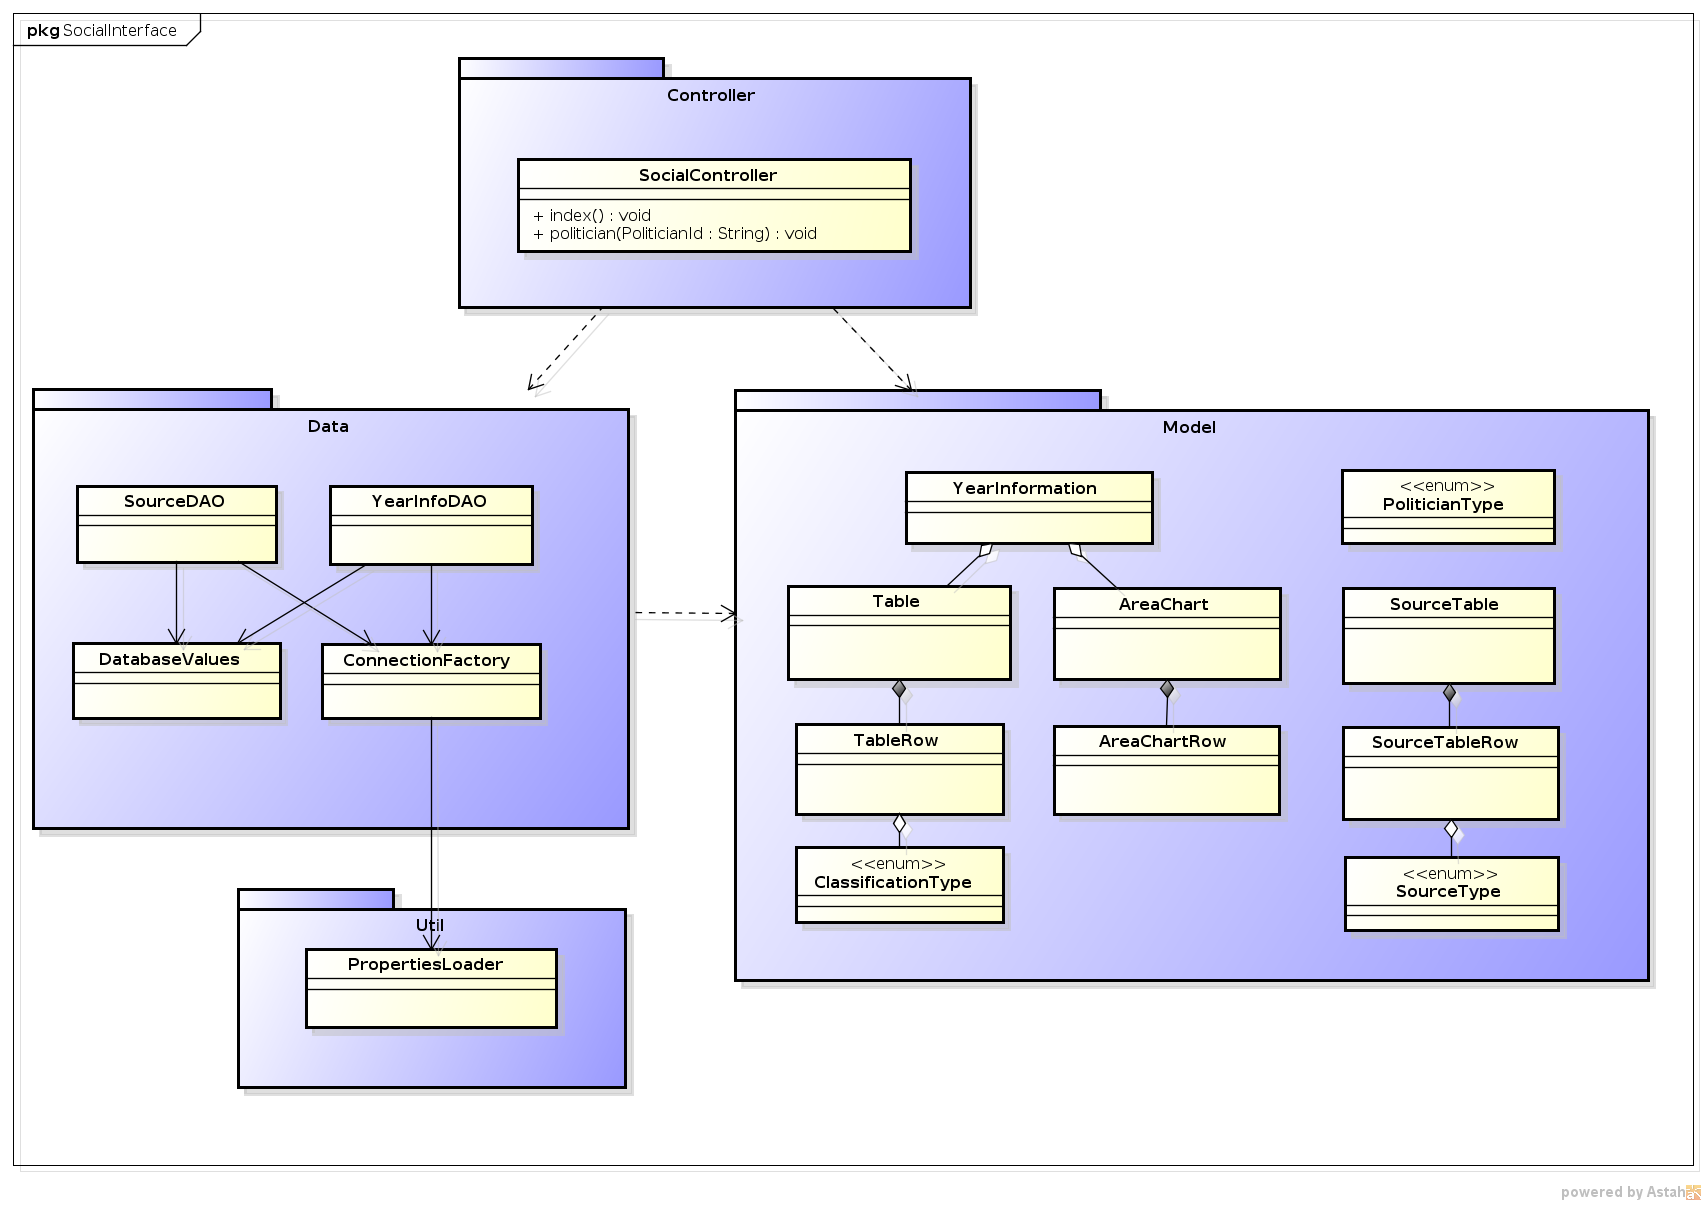 pkg SocialInterface
Controller
SocialController
+ index() : void
+ politician(PoliticianId : String) : void
Data
SourceDAO
YearInfoDAO
DatabaseValues
ConnectionFactory
Model
YearInformation
<<enum>>
PoliticianType
Table
AreaChart
SourceTable
TableRow
AreaChartRow
SourceTableRow
<<enum>>
ClassificationType
<<enum>>
SourceType
Util
PropertiesLoader
powered by Astah